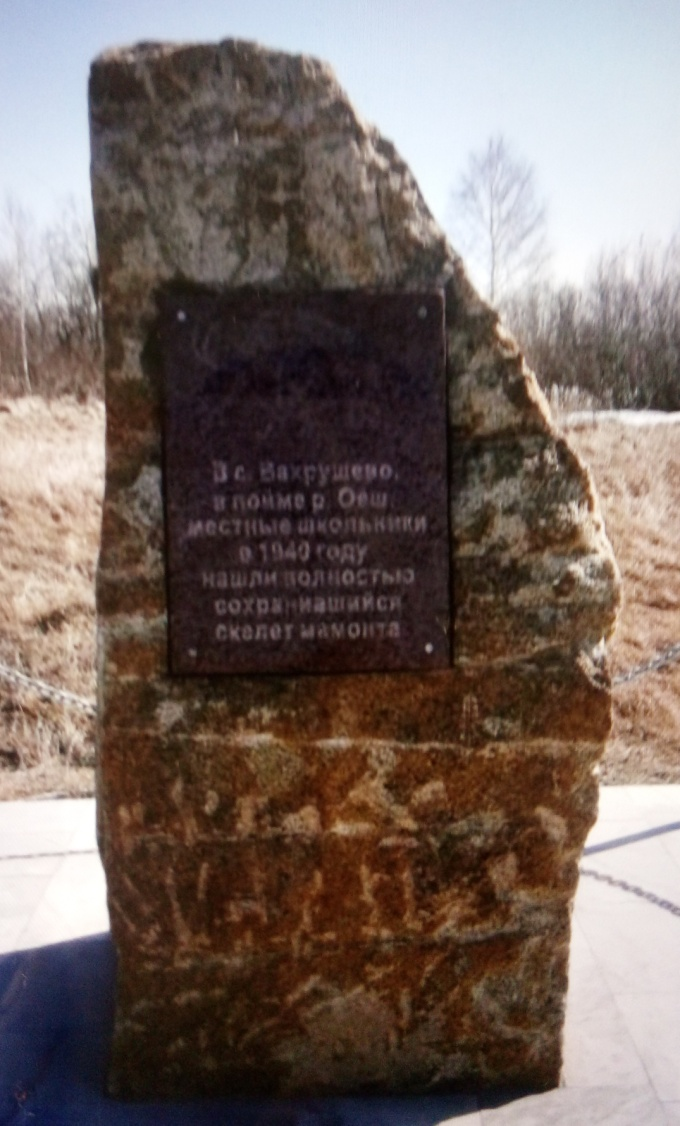 В с. Вахрушево,
в пойме р. Оеш,
местные школьники
в 1940 году
нашли полностью
сохранившийся
скелет мамонта